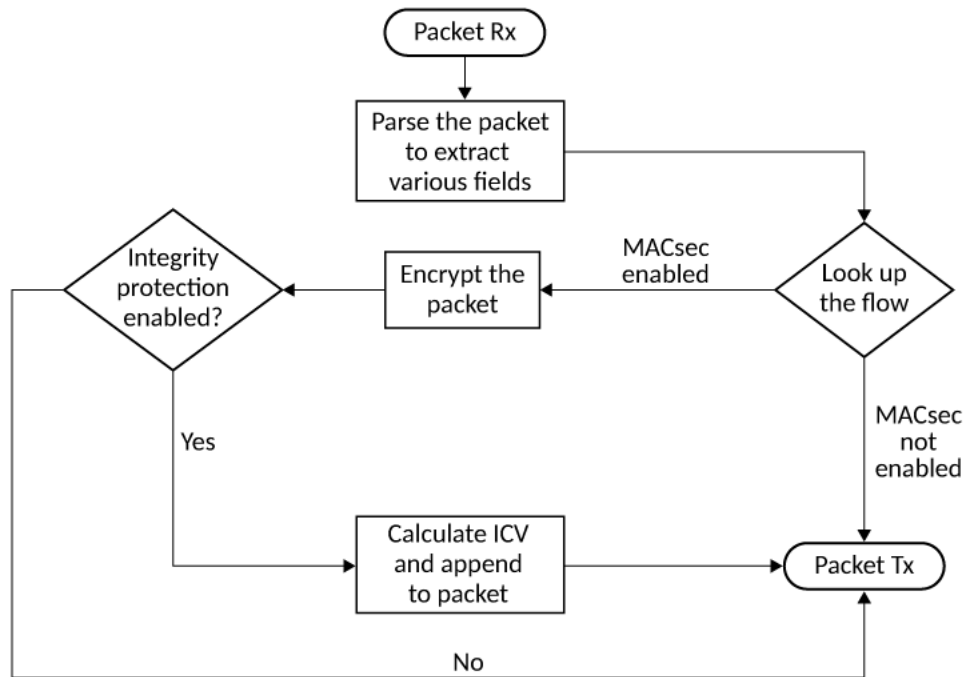 Packet Rx
Parse the packet
to extract
various fields
Look up
the flow
MACsec
enabled
Encrypt the
packet
Integrity
protection
enabled?
MACsec
not
enabled
Yes
Calculate ICV
and append
to packet
Packet Tx
No